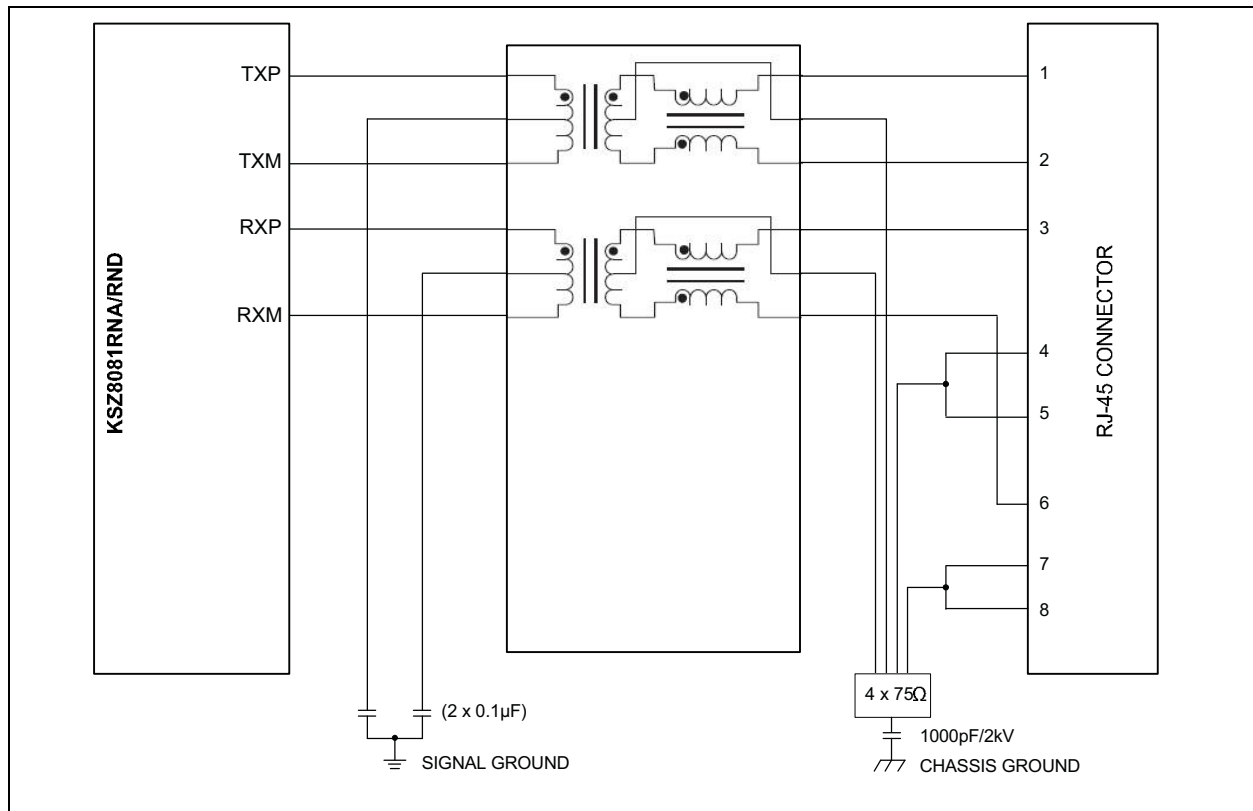 KSZ8081RNA/RND
TXP
TXM
RXP
RXM
1
2
3
4
5
6
7
8
RJ-45 CONNECTOR
(2 x 0.1µF)
SIGNAL GROUND
4 x 75Ω
1000pF/2kV
CHASSIS GROUND